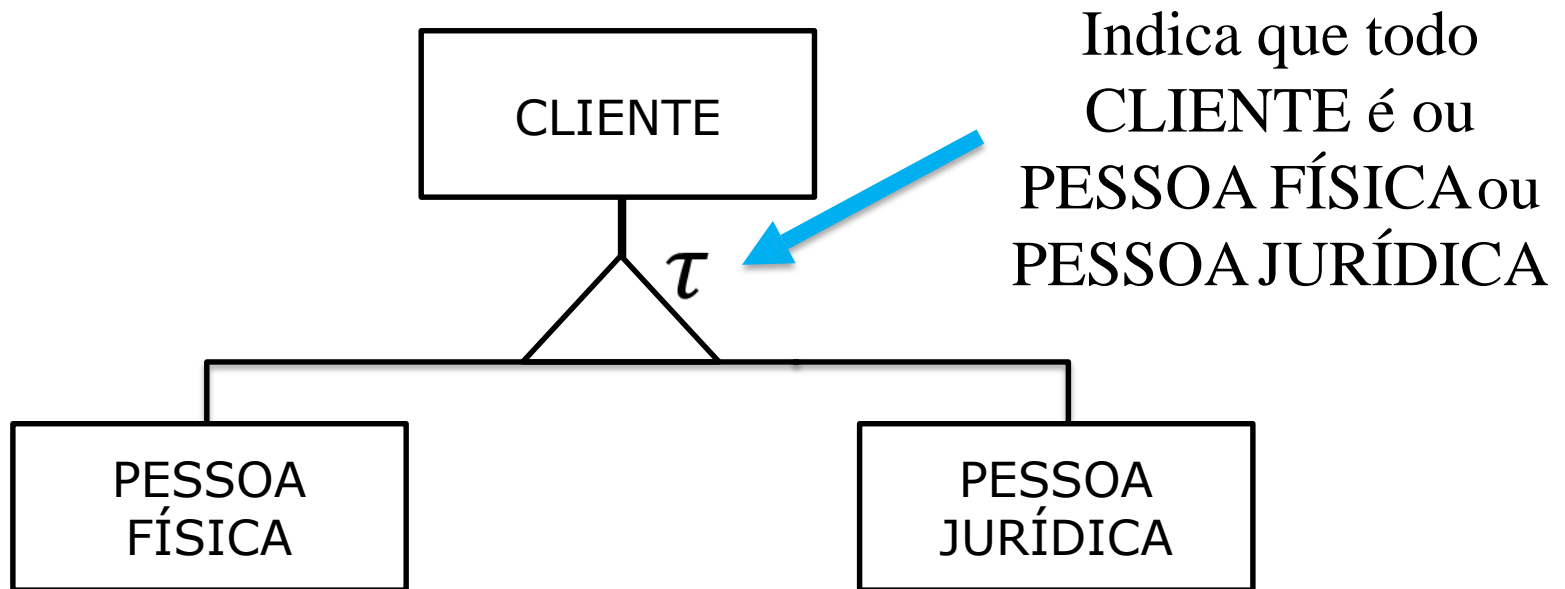 CLIENTE
τ
Indica que todo
CLIENTE é ou
PESSOA FÍSICA ou
PESSOA JURÍDICA
PESSOA
FÍSICA
PESSOA
JURÍDICA